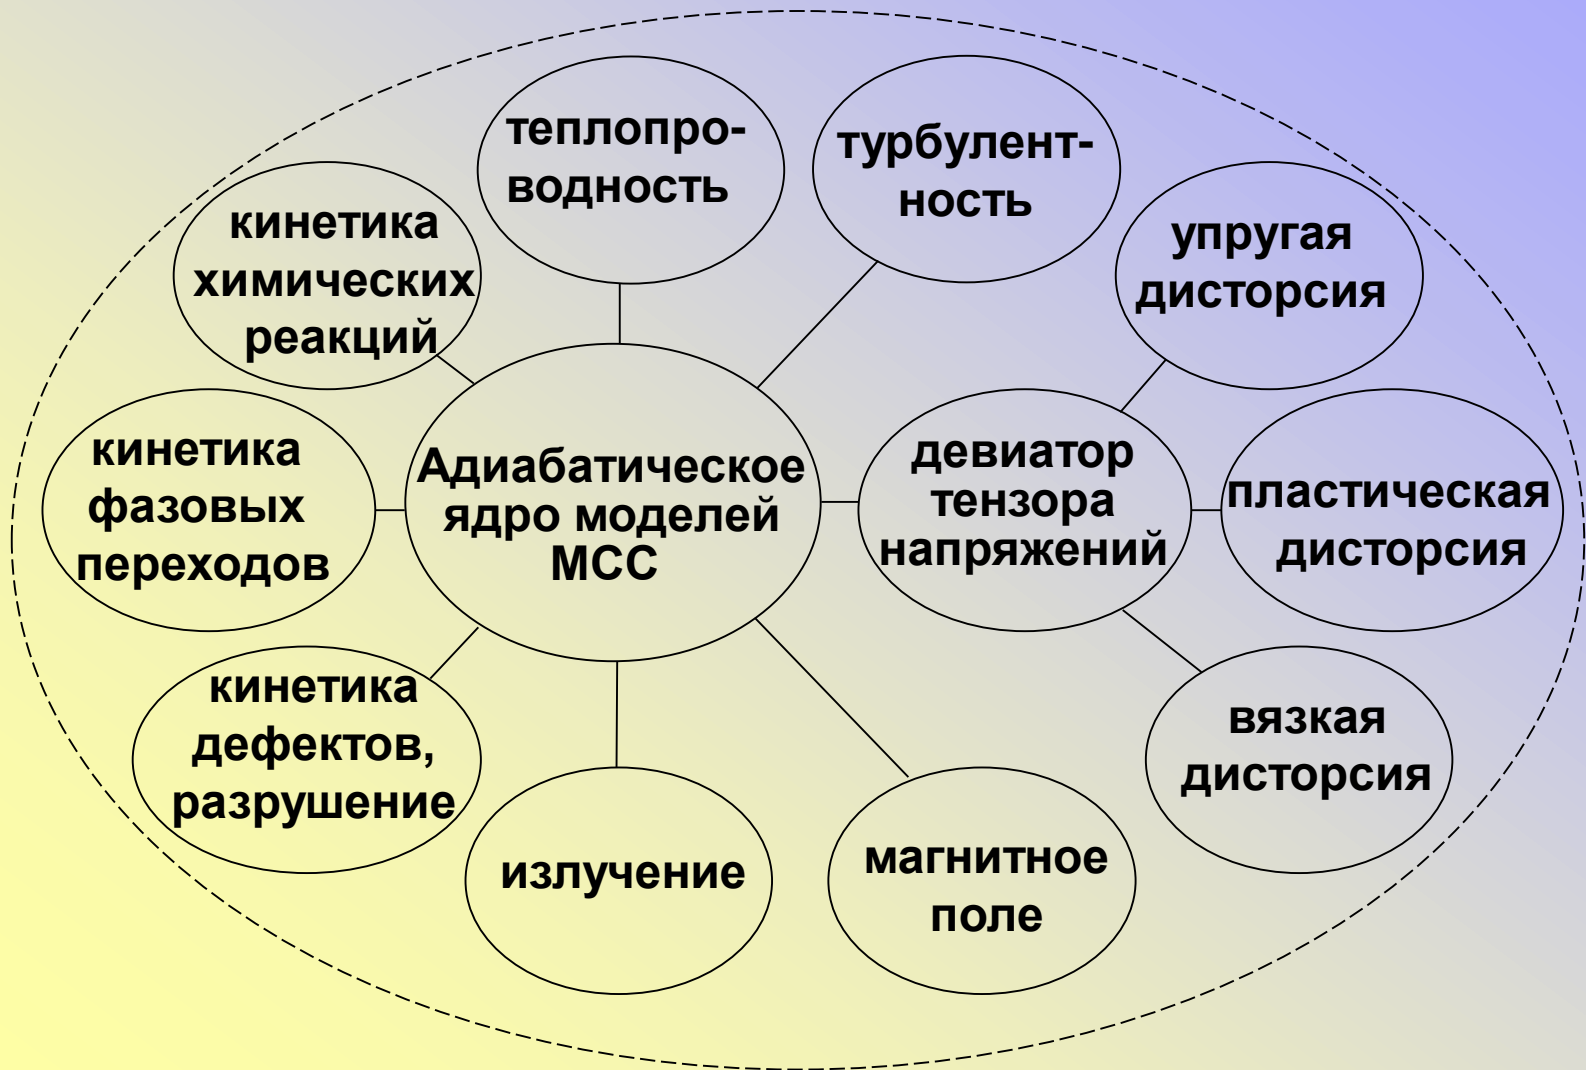 теплопро-
водность
турбулент-
ность
кинетика
химических
реакций
упругая
дисторсия
кинетика
фазовых
переходов
Адиабатическое
ядро моделей
МСС
девиатор
тензора
напряжений
пластическая
дисторсия
кинетика
дефектов,
разрушение
вязкая
дисторсия
излучение
магнитное
поле